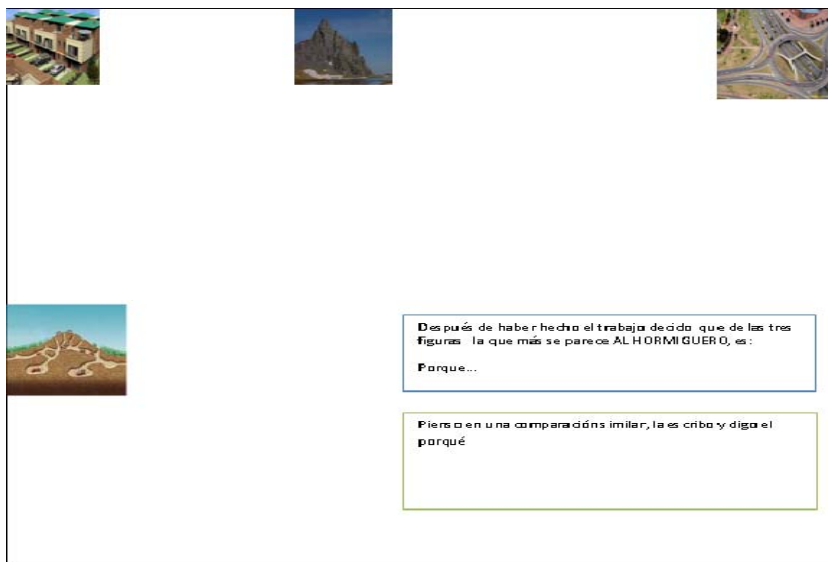 Después de haber hecho el trabajo decido que de las tres
figuras la que más se parece AL HORMIGUERO, es:
Porque...
Pienso en una comparación similar, la escribo y digo el
porqué